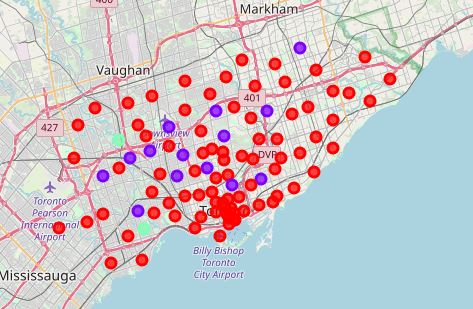 400
Markham
Vaughan
401
427
DVP
Toronto
Pearson
International
Airport
Mississauga
Billy Bishop
Toronto
City Airport